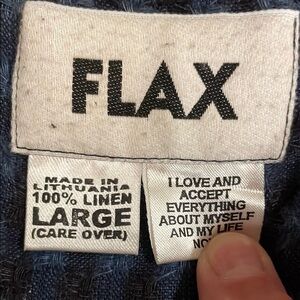 FLAX
MADE IN
LITHUANIA
100% LINEN
LARGE
(CARE OVER)
I LOVE AND
ACCEPT
EVERYTHING
ABOUT MYSELF
AND MY LIFE